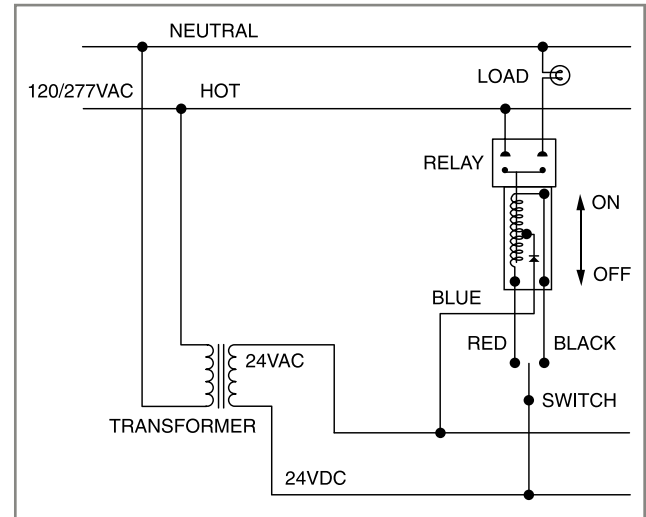 NEUTRAL
LOAD
120/277VAC
HOT
RELAY
ON
OFF
BLUE
RED
BLACK
24VAC
SWITCH
TRANSFORMER
24VDC